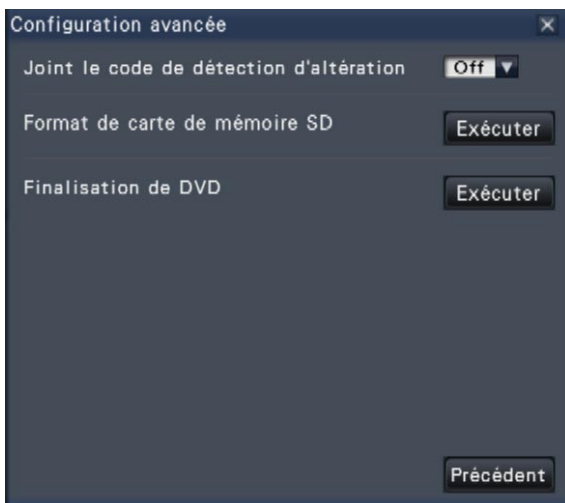 Configuration avancée
Joint le code de détection d'altération Off
Format de carte de mémoire SD Exécuter
Finalisation de DVD Exécuter
Précédent